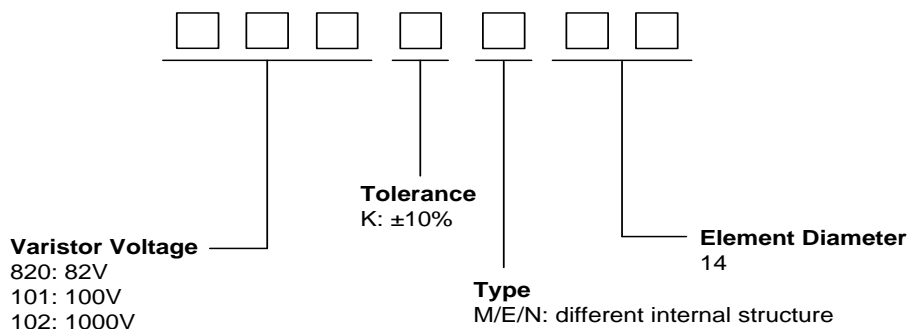 Varistor Voltage
820: 82V
101: 100V
102: 1000V
Tolerance
K: ±10%
Type
M/E/N: different internal structure
Element Diameter
14